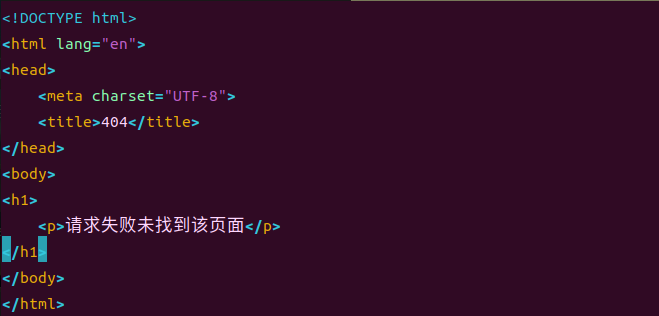 <!DOCTYPE html>
<html lang="en">
<head>
    <meta charset="UTF-8">
    <title>404</title>
</head>
<body>
<h1>
    <p>请求失败未找到该页面</p>
</h1>
</body>
</html>